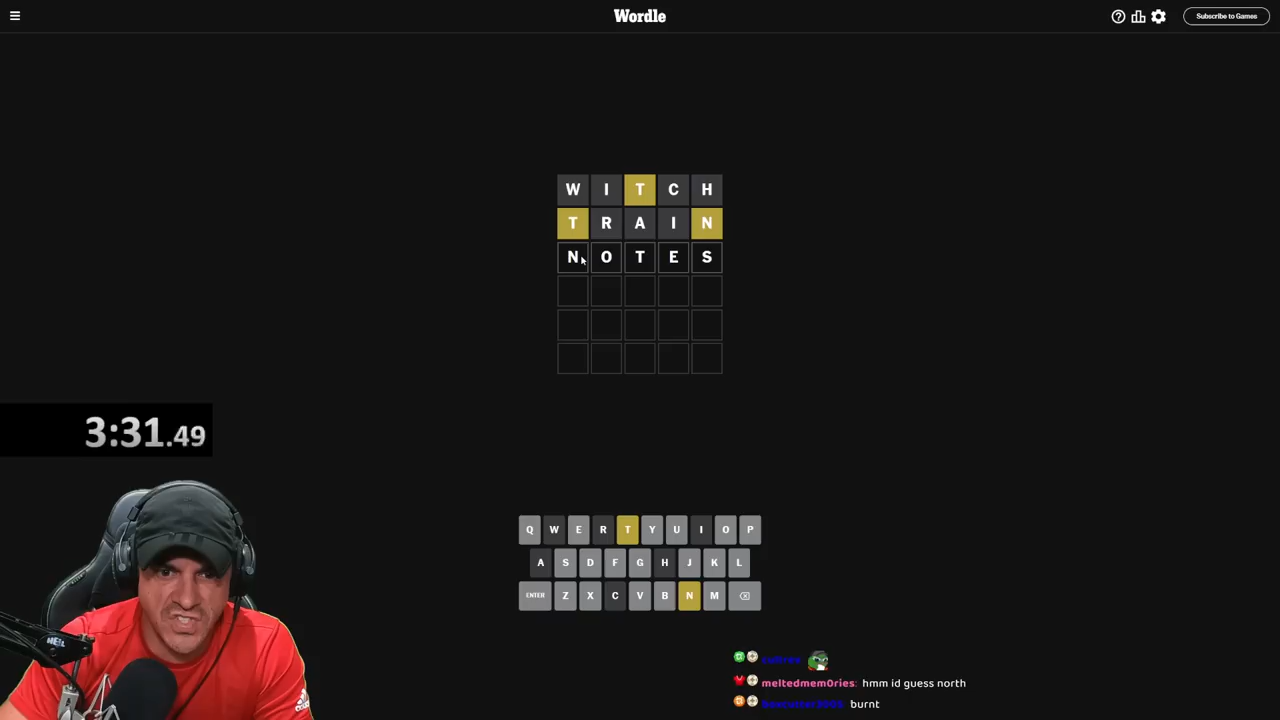 Wordle
Subscribe to Games
W I T C H
T R A I N
N O T E S
3:31.49
Q W E R T Y U I O P
A S D F G H J K L
ENTER Z X C V B N M
meltedmem0ries: hmm id guess north
burnt